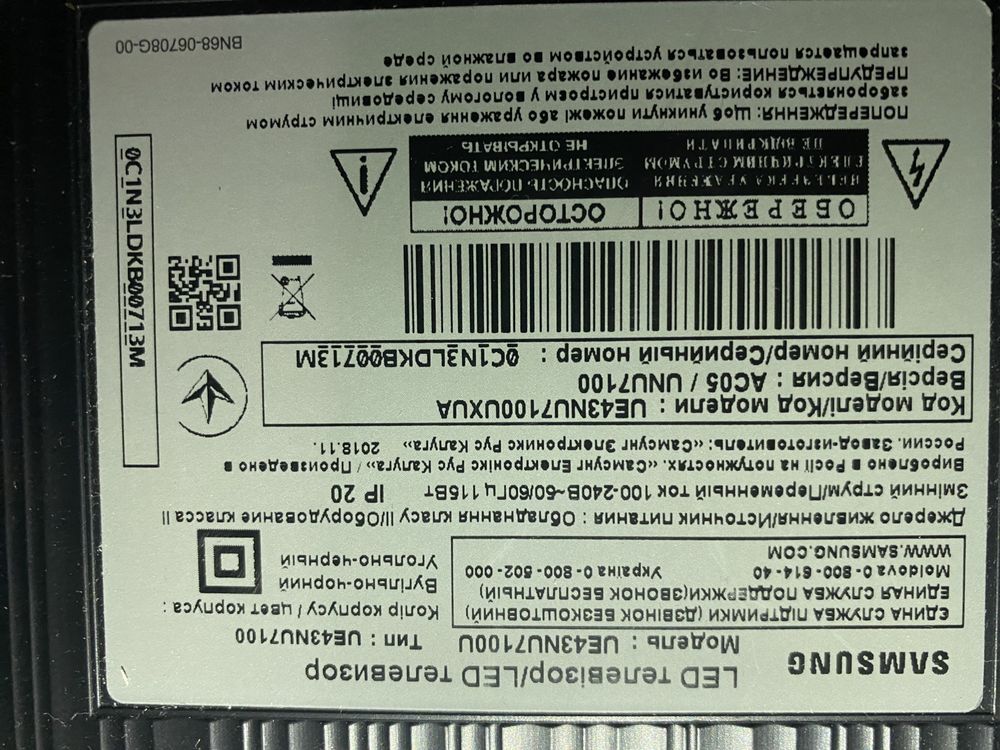 SAMSUNG
LED телевізор/LED телевизор
Модель : UE43NU7100U Тип : UE43NU7100
ЄДИНА СЛУЖБА ПІДТРИМКИ (ДЗВІНОК БЕЗКОШТОВНИЙ)
ЕДИНАЯ СЛУЖБА ПОДДЕРЖКИ(ЗВОНОК БЕСПЛАТНЫЙ)
Moldova 0-800-614-40 Україна 0-800-502-000
WWW.SAMSUNG.COM
Колір корпусу / цвет корпуса :
Вугільно-чорний
Угольно-черный
Джерело живлення/Источник питания : Обладнання класу II/Оборудование класса II
Змінний струм/Переменный ток 100-240В~50/60Гц 115Вт IP 20
Вироблено в Росії на потужностях. «Самсунг Електронікс Рус Калуга» / Произведено в
России. Завод-изготовитель: «Самсунг Электроникс Рус Калуга» 2018.11.
Код моделі/Код модели : UE43NU7100UXUA
Версія/Версия : AC05 / UNU7100
Серійний номер/Серийный номер : 0C1N3LDKB00713M
0C1N3LDKB00713M
ОБЕРЕЖНО! ОСТОРОЖНО!
НЕБЕЗПЕКА УРАЖЕННЯ ОПАСНОСТЬ ПОРАЖЕНИЯ
ЕЛЕКТРИЧНИМ СТРУМОМ ЭЛЕКТРИЧЕСКИМ ТОКОМ
НЕ ВІДКРИВАТИ НЕ ОТКРЫВАТЬ
ПОПЕРЕДЖЕННЯ: Щоб уникнути пожежі або ураження електричним струмом
забороняється користуватися пристроєм у вологому середовищі
ПРЕДУПРЕЖДЕНИЕ: Во избежание пожара или поражения электрическим током
запрещается пользоваться устройством во влажной среде
BN68-06708G-00